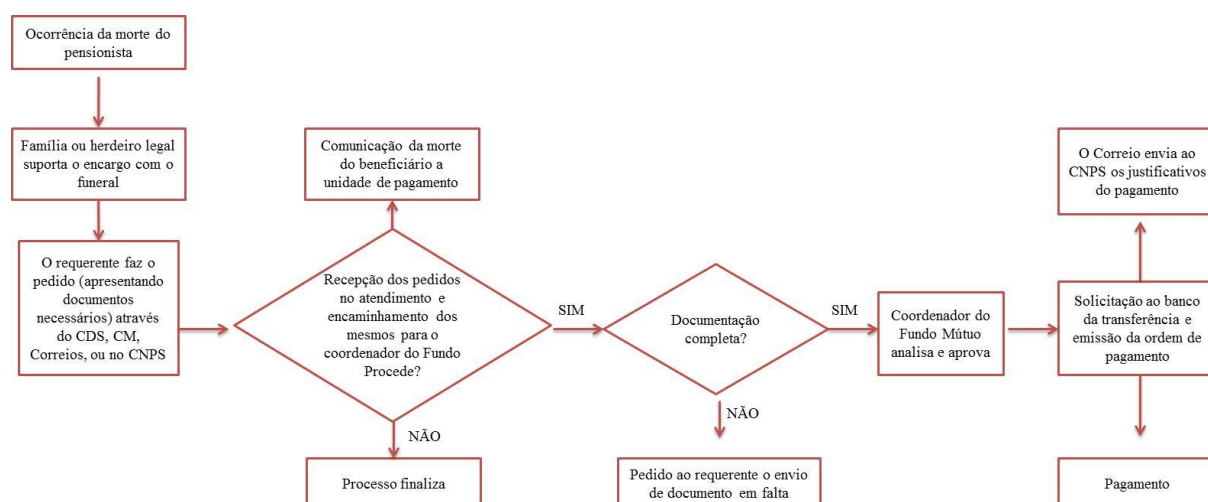 Ocorrência da morte do
pensionista
Família ou herdeiro legal
suporta o encargo com o
funeral
O requerente faz o
pedido (apresentando
documentos
necessários) através
do CDS, CM,
Correios, ou no CNPS
Comunicação da morte
do beneficiário a
unidade de pagamento
Recepção dos pedidos
no atendimento e
encaminhamento dos
mesmos para o
coordenador do Fundo
Procede?
NÃO
Processo finaliza
SIM
Documentação
completa?
NÃO
Pedido ao requerente o envio
de documento em falta
SIM
Coordenador do
Fundo Mútuo
analisa e aprova
O Correio envia ao
CNPS os justificativos
do pagamento
Solicitação ao banco
da transferência e
emissão da ordem de
pagamento
Pagamento